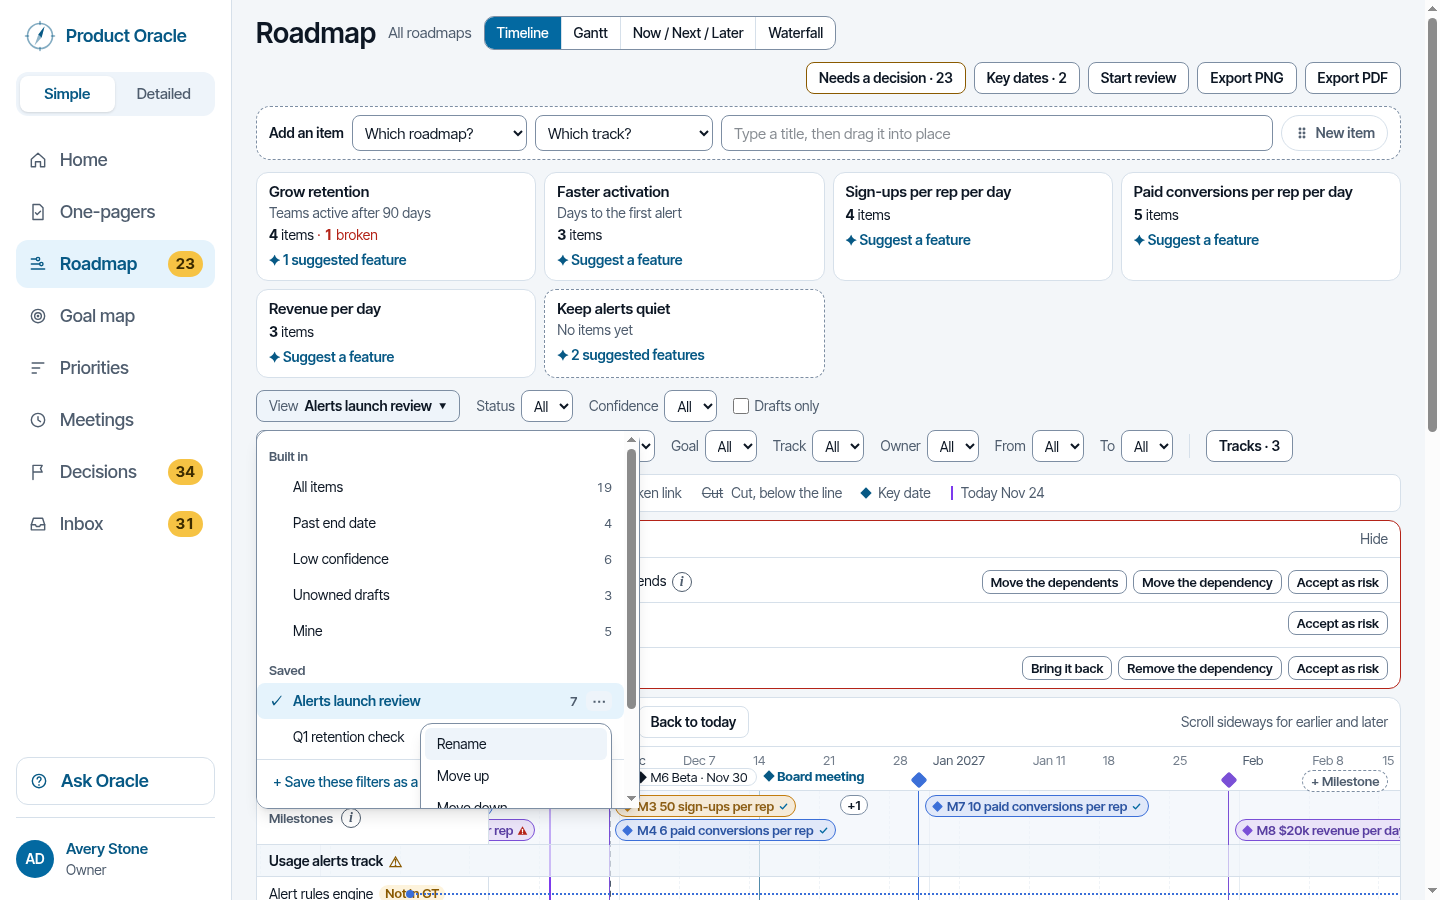 Product Oracle
Simple
Detailed
Home
One-pagers
Roadmap 23
Goal map
Priorities
Meetings
Decisions 34
Inbox 31
Ask Oracle
AD
Avery Stone
Owner
Roadmap All roadmaps Timeline Gantt Now / Next / Later Waterfall
Needs a decision · 23 Key dates · 2 Start review Export PNG Export PDF
Add an item Which roadmap? Which track? Type a title, then drag it into place New item
Grow retention
Teams active after 90 days
4 items · 1 broken
1 suggested feature
Faster activation
Days to the first alert
3 items
Suggest a feature
Sign-ups per rep per day
4 items
Suggest a feature
Paid conversions per rep per day
5 items
Suggest a feature
Revenue per day
3 items
Suggest a feature
Keep alerts quiet
No items yet
2 suggested features
View Alerts launch review Status All Confidence All Drafts only
Goal All Track All Owner All From All To All Tracks · 3
Built in
All items 19
Past end date 4
Low confidence 6
Unowned drafts 3
Mine 5
Saved
✓ Alerts launch review 7 ...
Q1 retention check
+ Save these filters as a
Rename
Move up
Move down
link Cut Cut, below the line Key date Today Nov 24
Hide
Move the dependents Move the dependency Accept as risk
Accept as risk
Bring it back Remove the dependency Accept as risk
Back to today Scroll sideways for earlier and later
Dec 7 14 21 28 Jan 2027 11 18 25 Feb Feb 8 15
M6 Beta · Nov 30 Board meeting + Milestone
Milestones i
M3 50 sign-ups per rep ✓ +1 M7 10 paid conversions per rep ✓
rep M4 6 paid conversions per rep ✓ M8 $20k revenue per day
Usage alerts track
Alert rules engine Not in GT